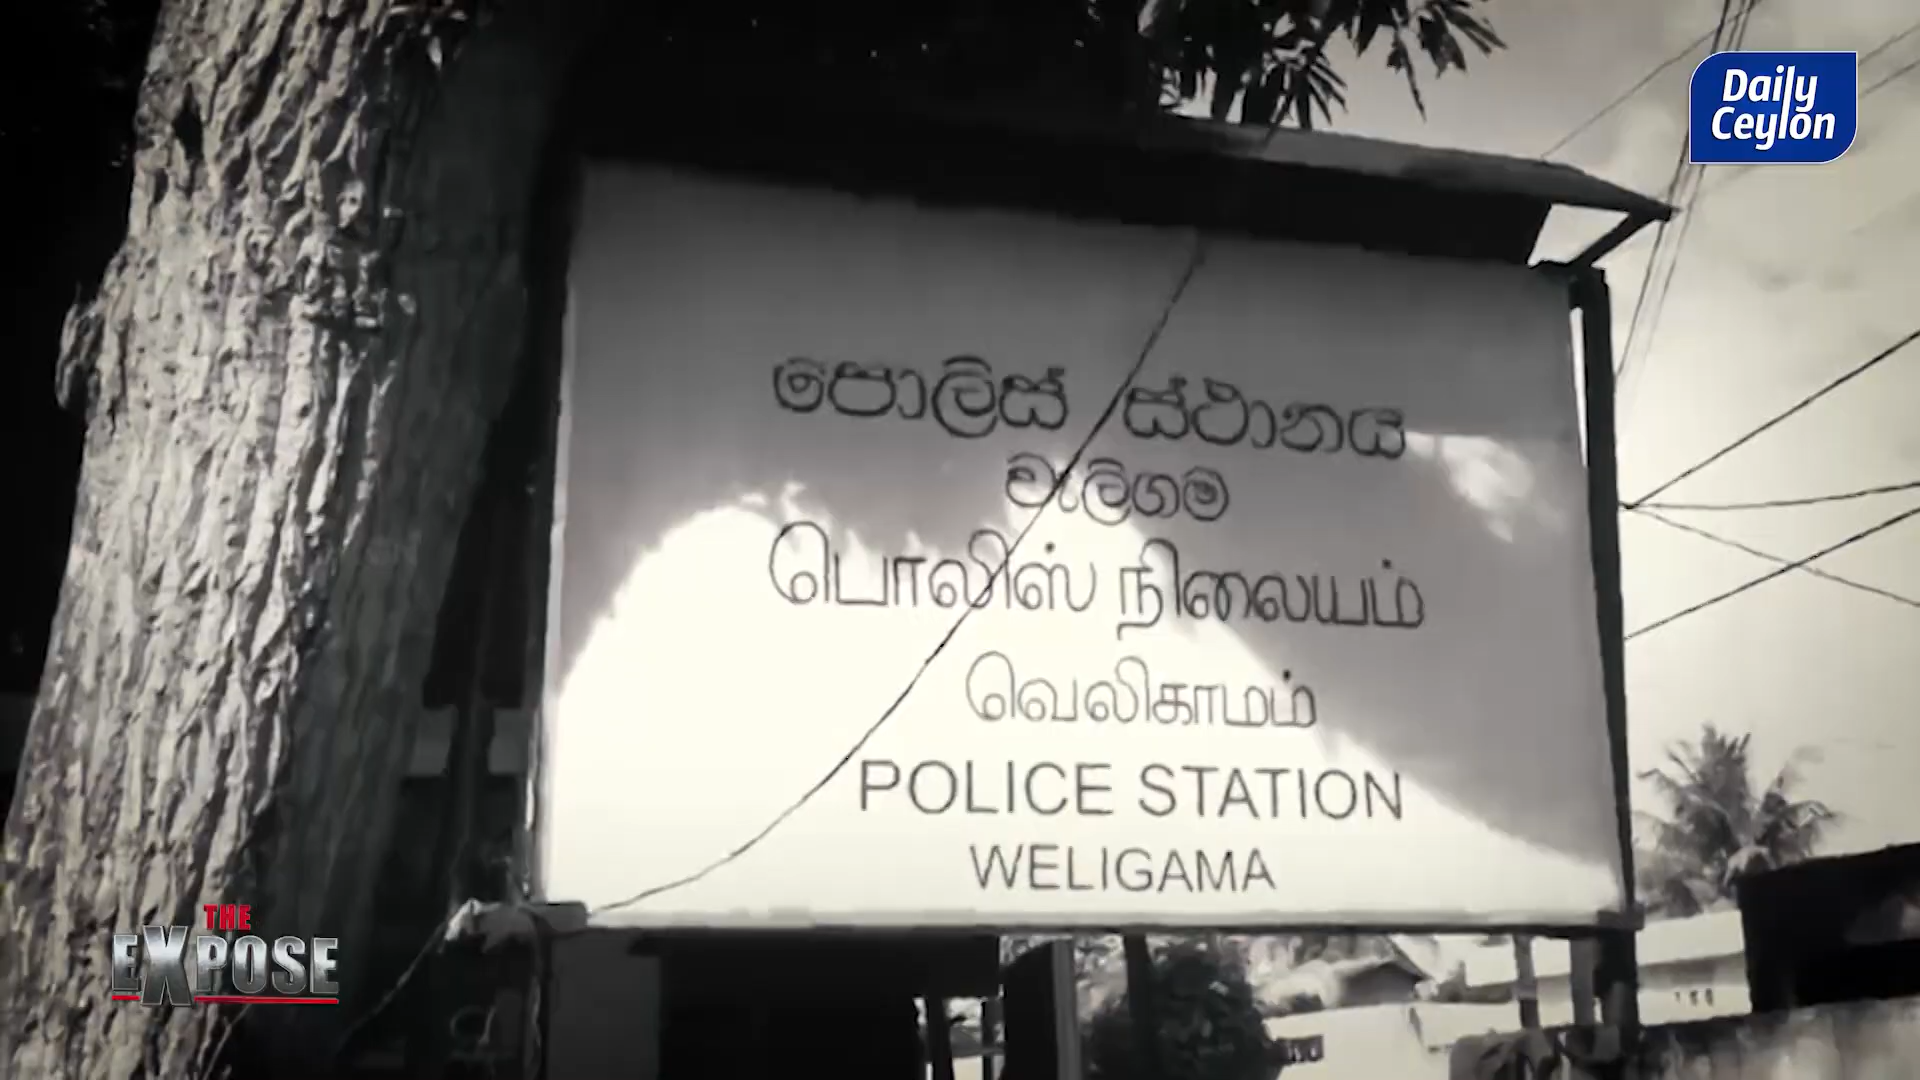 Daily
Ceylon
පොලිස් ස්ථානය
වැලිගම
பொலிஸ் நிலையம்
வெலிகாமம்
POLICE STATION
WELIGAMA
THE
EXPOSE